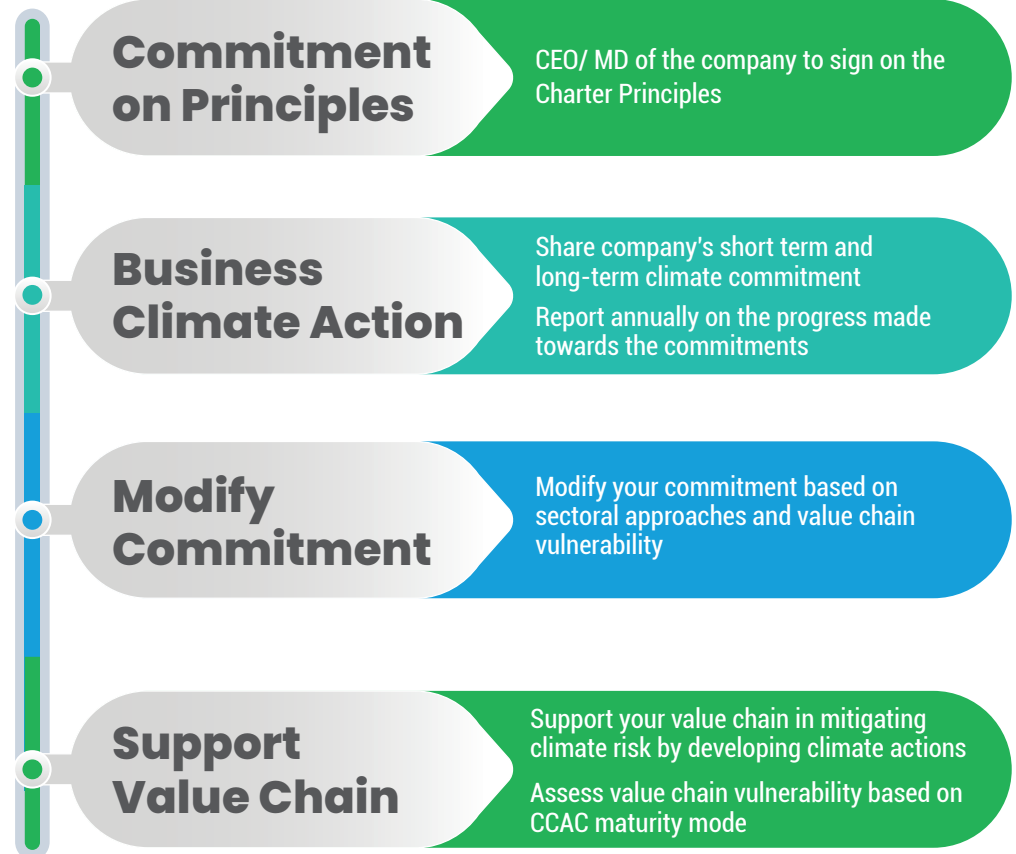 Commitment
on Principles
CEO/ MD of the company to sign on the
Charter Principles
Business
Climate Action
Share company's short term and
long-term climate commitment
Report annually on the progress made
towards the commitments
Modify
Commitment
Modify your commitment based on
sectoral approaches and value chain
vulnerability
Support
Value Chain
Support your value chain in mitigating
climate risk by developing climate actions
Assess value chain vulnerability based on
CCAC maturity mode